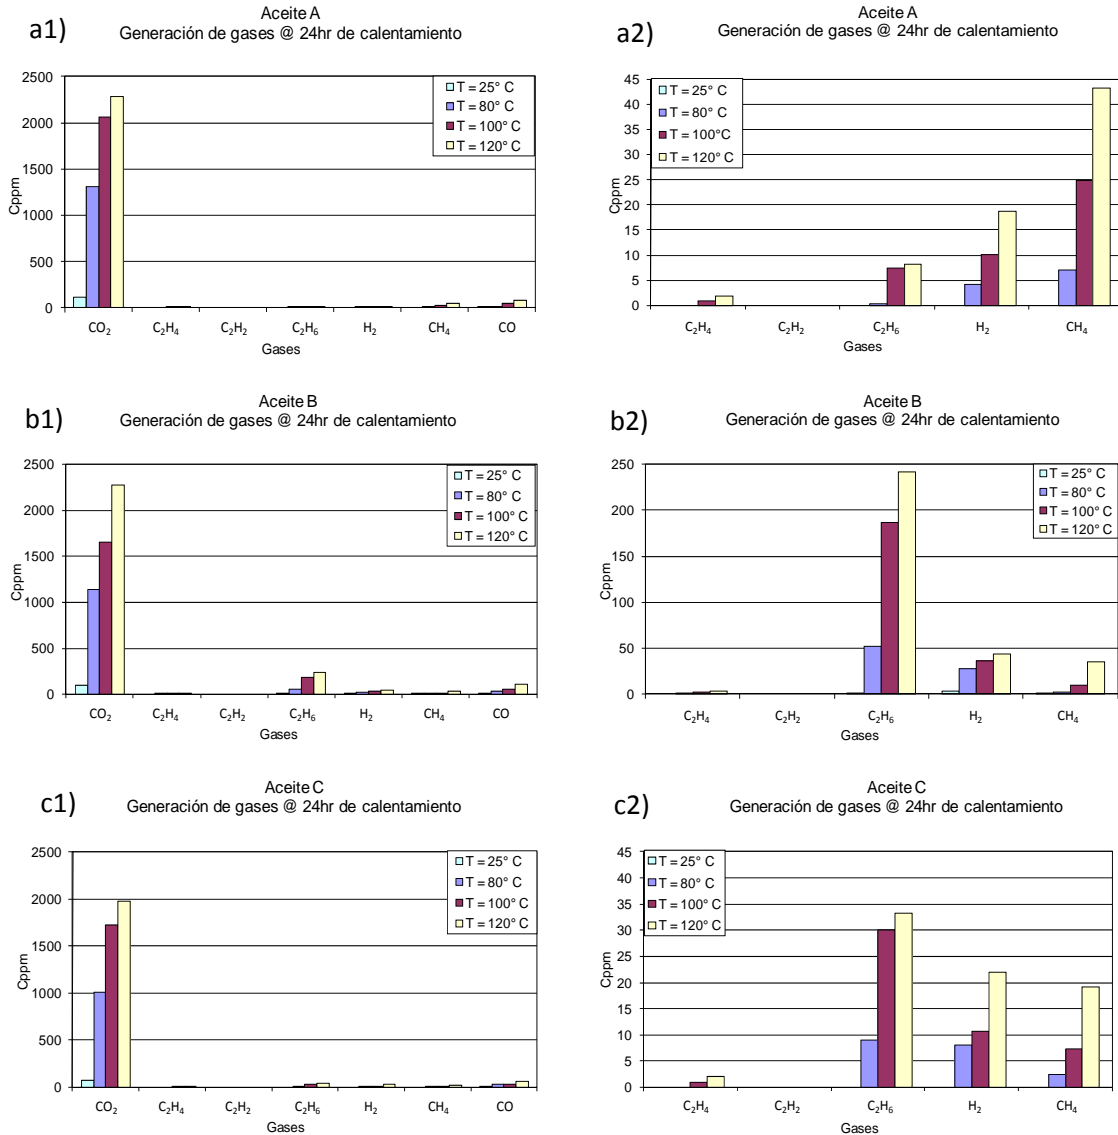 a1)
Aceite A
Generación de gases @ 24hr de calentamiento
2500
2000
1500
1000
500
0
Cppm
T = 25° C
T = 80° C
T = 100° C
T = 120° C
CO₂ C₂H₄ C₂H₂ C₂H₆ H₂ CH₄ CO
Gases
a2)
Aceite A
Generación de gases @ 24hr de calentamiento
45
40
35
30
25
20
15
10
5
0
Cppm
T = 25° C
T = 80° C
T = 100°C
T = 120° C
C₂H₄ C₂H₂ C₂H₆ H₂ CH₄
Gases
b1)
Aceite B
Generación de gases @ 24hr de calentamiento
2500
2000
1500
1000
500
0
Cppm
T = 25° C
T = 80° C
T = 100° C
T = 120° C
CO₂ C₂H₄ C₂H₂ C₂H₆ H₂ CH₄ CO
Gases
b2)
Aceite B
Generación de gases @ 24hr de calentamiento
250
200
150
100
50
0
Cppm
T = 25° C
T = 80° C
T = 100° C
T = 120° C
C₂H₄ C₂H₂ C₂H₆ H₂ CH₄
Gases
c1)
Aceite C
Generación de gases @ 24hr de calentamiento
2500
2000
1500
1000
500
0
Cppm
T = 25° C
T = 80° C
T = 100° C
T = 120° C
CO₂ C₂H₄ C₂H₂ C₂H₆ H₂ CH₄ CO
Gases
c2)
Aceite C
Generación de gases @ 24hr de calentamiento
45
40
35
30
25
20
15
10
5
0
Cppm
T = 25° C
T = 80° C
T = 100° C
T = 120° C
C₂H₄ C₂H₂ C₂H₆ H₂ CH₄
Gases